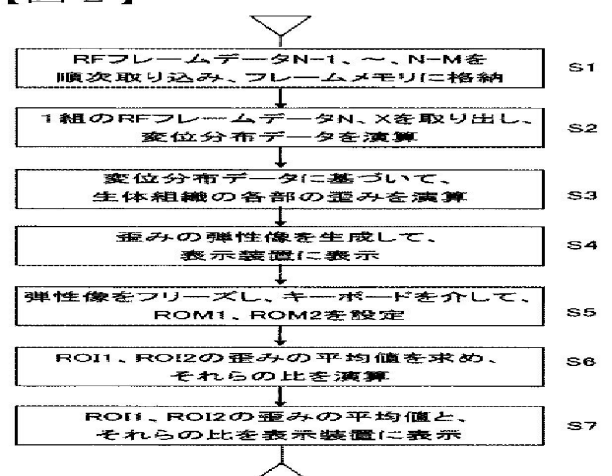 RFフレームデータN-1、～、N-Mを
順次取り込み、フレームメモリに格納
S1
1組のRFフレームデータN、Xを取り出し、
変位分布データを演算
S2
変位分布データに基づいて、
生体組織の各部の歪みを演算
S3
歪みの弾性像を生成して、
表示装置に表示
S4
弾性像をフリーズし、キーボードを介して、
ROM1、ROM2を設定
S5
ROI1、ROI2の歪みの平均値を求め、
それらの比を演算
S6
ROI1、ROI2の歪みの平均値と、
それらの比を表示装置に表示
S7